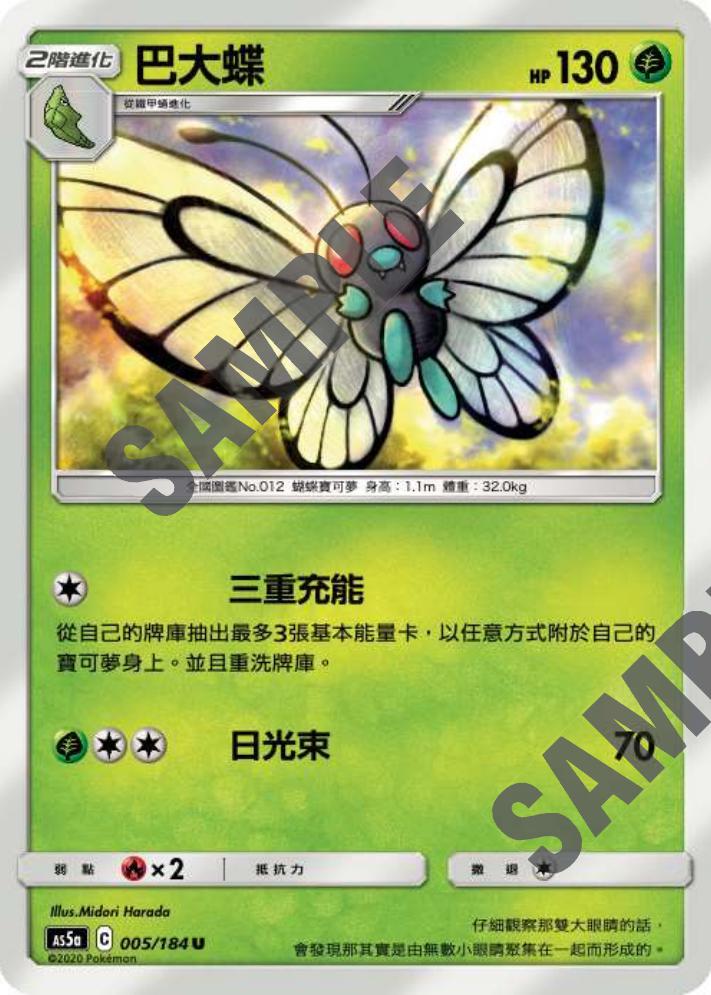 2階進化
巴大蝶
HP 130
從鐵甲蛹進化
全國圖鑑No.012 蝴蝶寶可夢 身高：1.1m 體重：32.0kg
三重充能
從自己的牌庫抽出最多3張基本能量卡，以任意方式附於自己的
寶可夢身上。並且重洗牌庫。
日光束 70
弱點 ×2 抵抗力 撤退
Illus.Midori Harada
AS5a C 005/184 U
©2020 Pokémon
仔細觀察那雙大眼睛的話，
會發現那其實是由無數小眼睛聚集在一起而形成的。
SAMPLE
SAMPLE